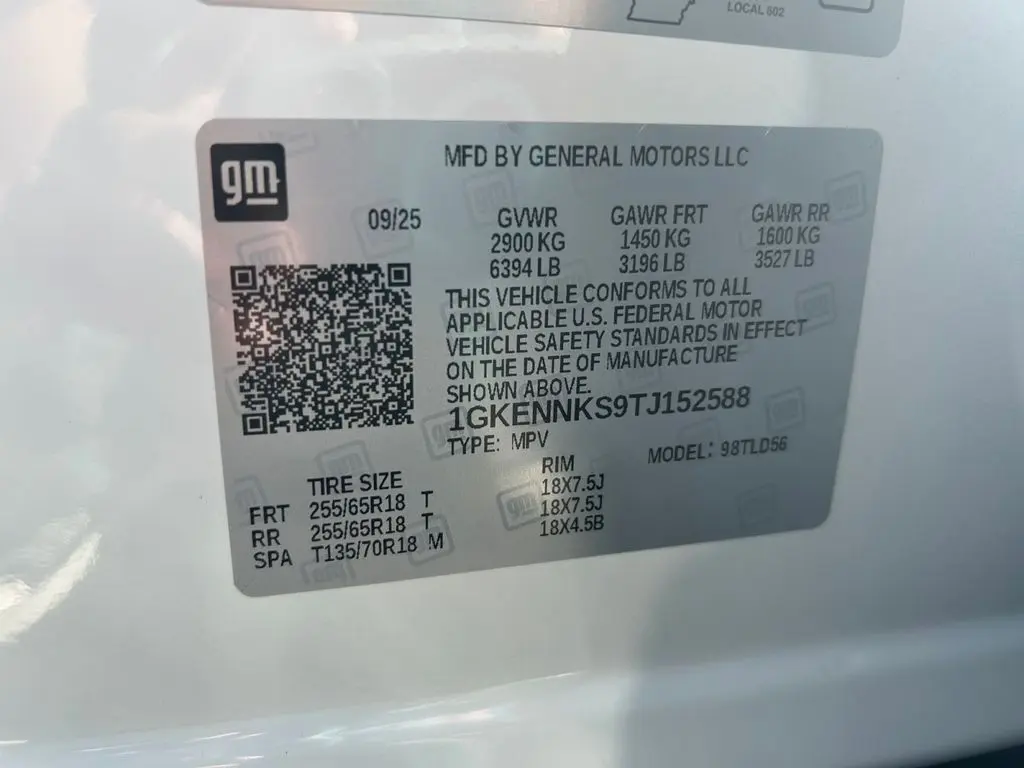 LOCAL 602
gm
MFD BY GENERAL MOTORS LLC
09/25 GVWR GAWR FRT GAWR RR
2900 KG 1450 KG 1600 KG
6394 LB 3196 LB 3527 LB
THIS VEHICLE CONFORMS TO ALL
APPLICABLE U.S. FEDERAL MOTOR
VEHICLE SAFETY STANDARDS IN EFFECT
ON THE DATE OF MANUFACTURE
SHOWN ABOVE.
1GKENNKS9TJ152588
TYPE: MPV MODEL: 98TLD56
TIRE SIZE RIM
FRT 255/65R18 T 18X7.5J
RR 255/65R18 T 18X7.5J
SPA T135/70R18 M 18X4.5B